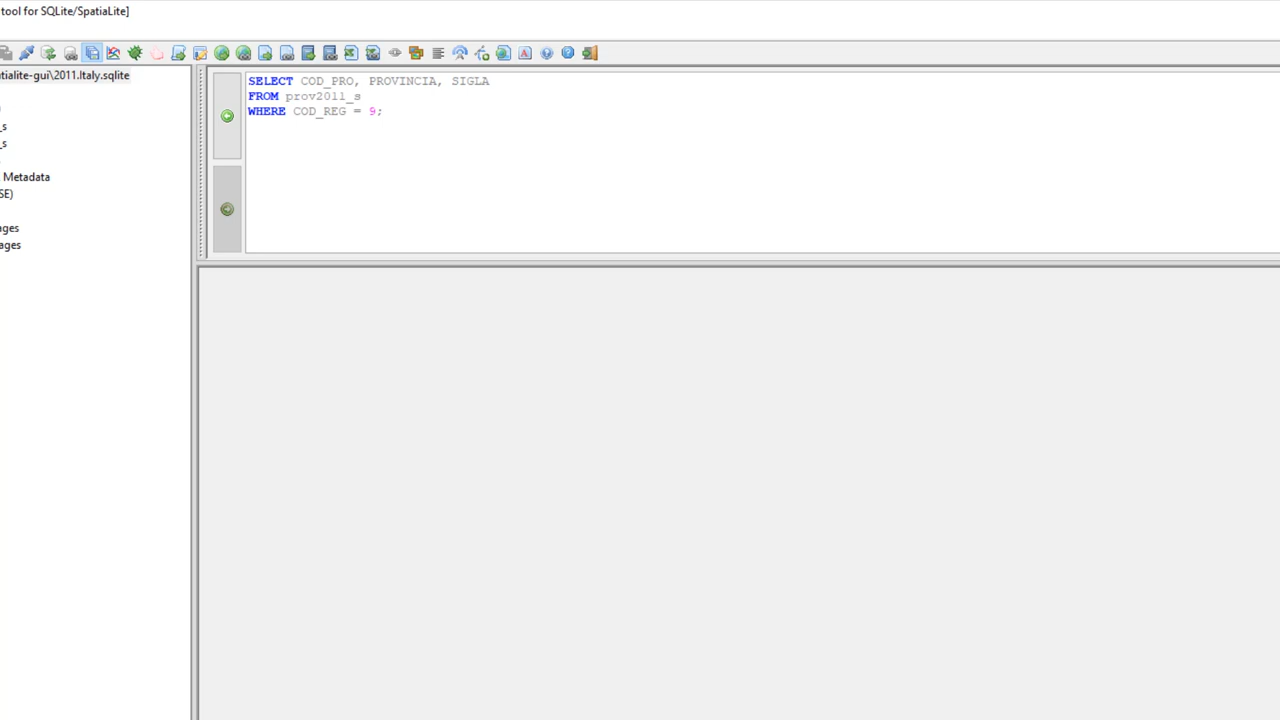 tool for SQLite/SpatiaLite]
tialite-gui\2011.Italy.sqlite
_s
_s
Metadata
SE)
ages
ages
SELECT COD_PRO, PROVINCIA, SIGLA
FROM prov2011_s
WHERE COD_REG = 9;